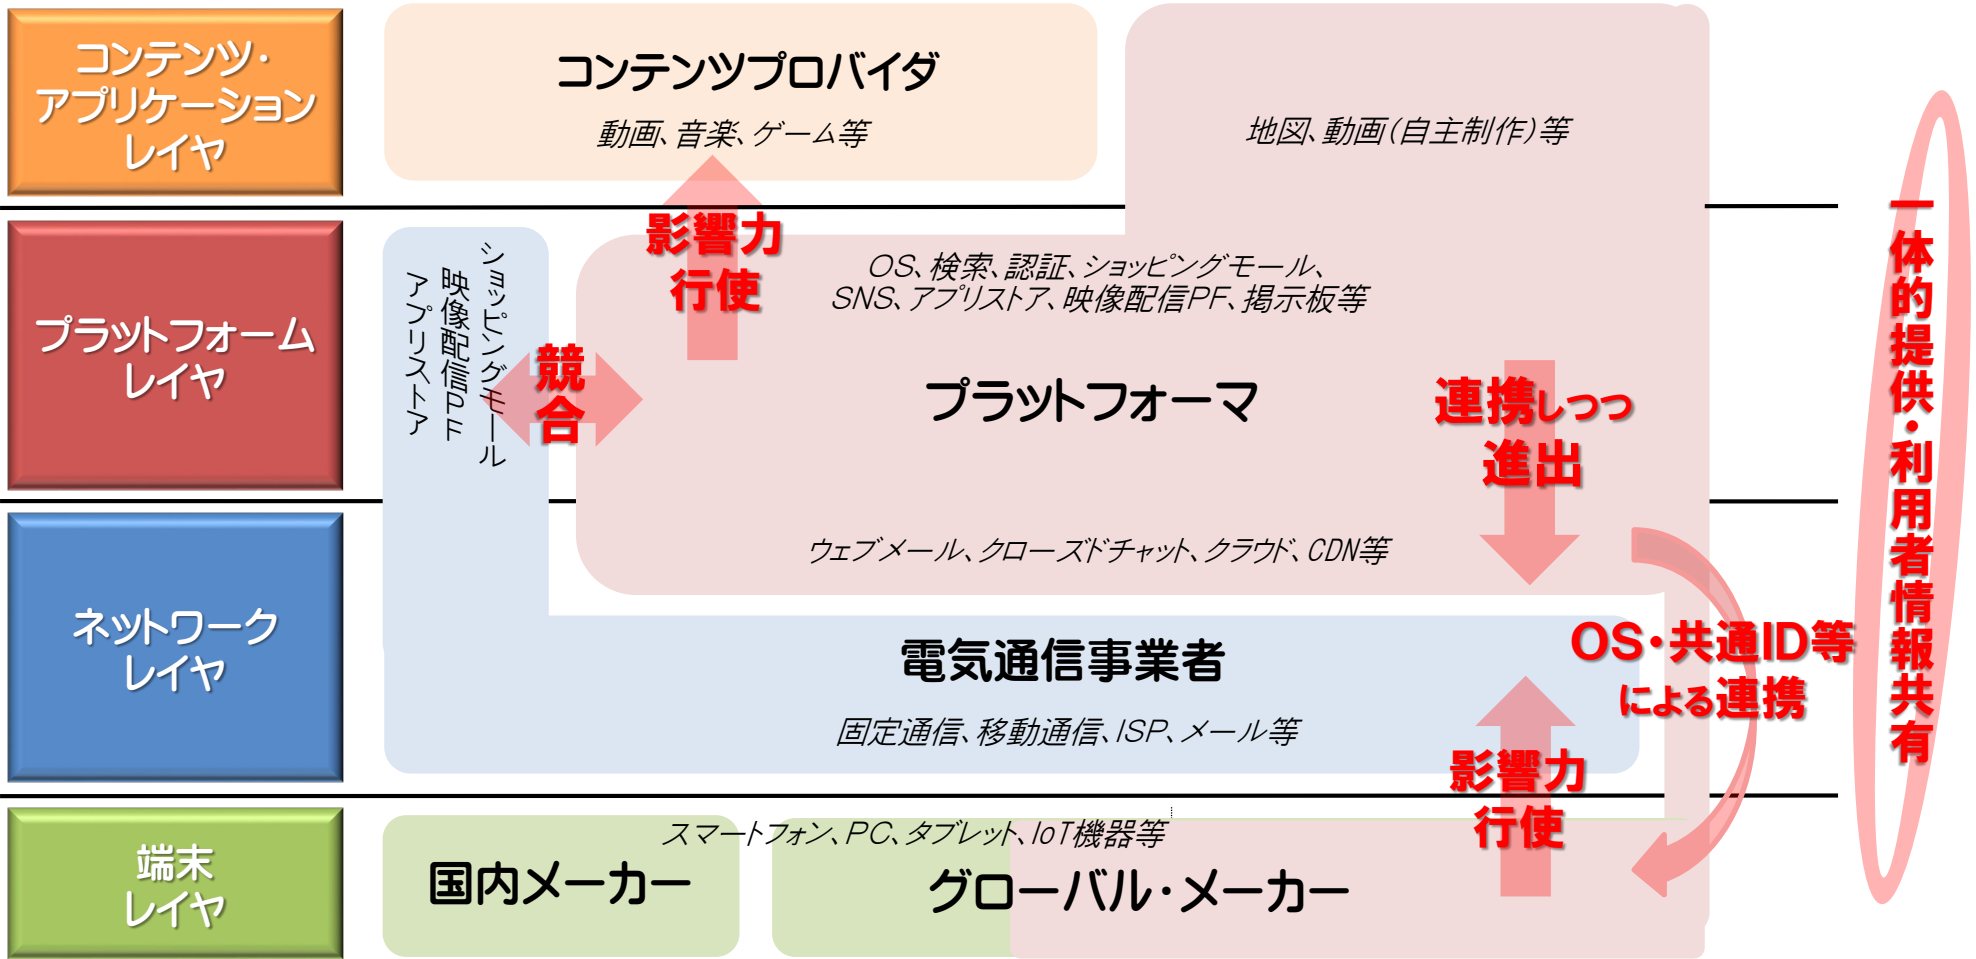 コンテンツ・
アプリケーション
レイヤ
コンテンツプロバイダ
動画、音楽、ゲーム等
地図、動画(自主制作)等
影響力
行使
プラットフォーム
レイヤ
ショッピングモール
映像配信PF
アプリストア
競
合
OS、検索、認証、ショッピングモール、
SNS、アプリストア、映像配信PF、掲示板等
プラットフォーマ
連携しつつ
進出
ウェブメール、クローズドチャット、クラウド、CDN等
ネットワーク
レイヤ
電気通信事業者
固定通信、移動通信、ISP、メール等
OS・共通ID等
による連携
影響力
行使
端末
レイヤ
スマートフォン、PC、タブレット、IoT機器等
国内メーカー
グローバル・メーカー
一体的提供・利用者情報共有